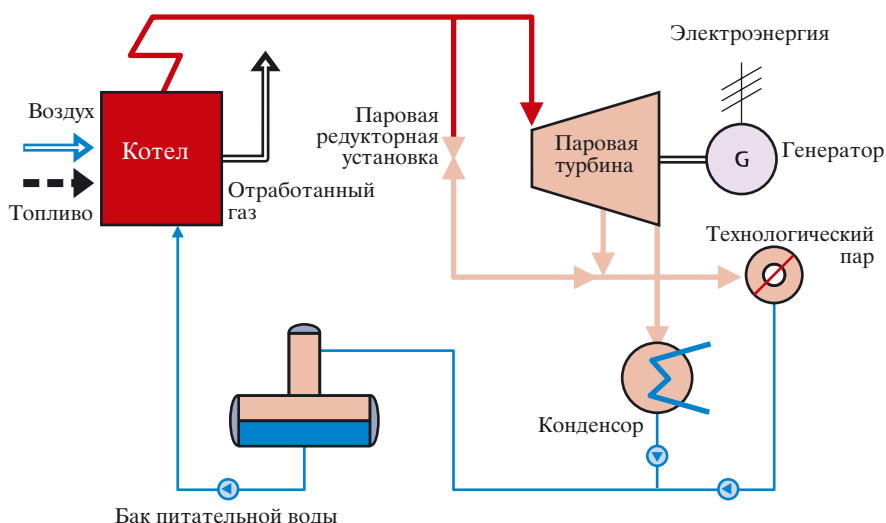 Электроэнергия
Воздух
Котел
Топливо
Отработанный
газ
Паровая
редукторная
установка
Паровая
турбина
G
Генератор
Технологический
пар
Конденсор
Бак питательной воды